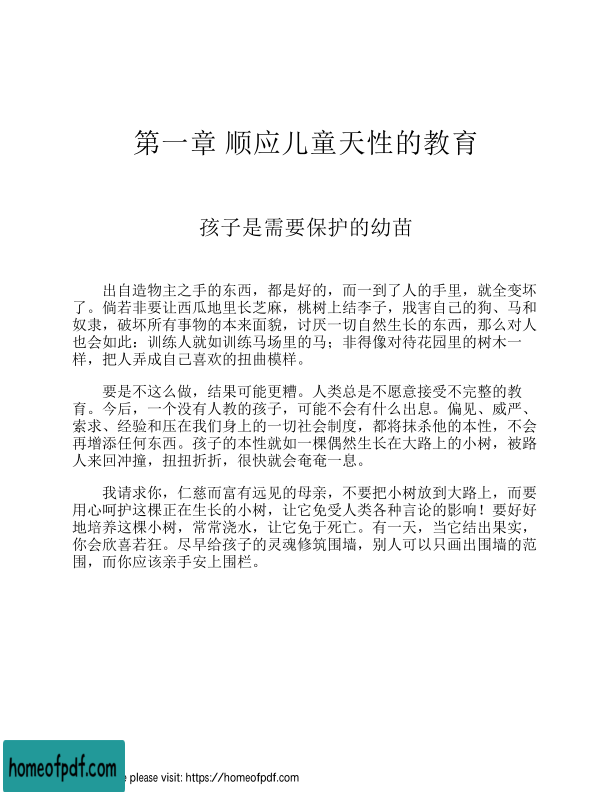 第一章 顺应儿童天性的教育
孩子是需要保护的幼苗
出自造物主之手的东西，都是好的，而一到了人的手里，就全变坏
了。倘若非要让西瓜地里长芝麻，桃树上结李子，戕害自己的狗、马和
奴隶，破坏所有事物的本来面貌，讨厌一切自然生长的东西，那么对人
也会如此：训练人就如训练马场里的马；非得像对待花园里的树木一
样，把人弄成自己喜欢的扭曲模样。
要是不这么做，结果可能更糟。人类总是不愿意接受不完整的教
育。今后，一个没有人教的孩子，可能不会有什么出息。偏见、威严、
索求、经验和压在我们身上的一切社会制度，都将抹杀他的本性，不会
再增添任何东西。孩子的本性就如一棵偶然生长在大路上的小树，被路
人来回冲撞，扭扭折折，很快就会奄奄一息。
我请求你，仁慈而富有远见的母亲，不要把小树放到大路上，而要
用心呵护这棵正在生长的小树，让它免受人类各种言论的影响！要好好
地培养这棵小树，常常浇水，让它免于死亡。有一天，当它结出果实，
你会欣喜若狂。尽早给孩子的灵魂修筑围墙，别人可以只画出围墙的范
围，而你应该亲手安上围栏。
homeofpdf.com
e please visit: https://homeofpdf.com